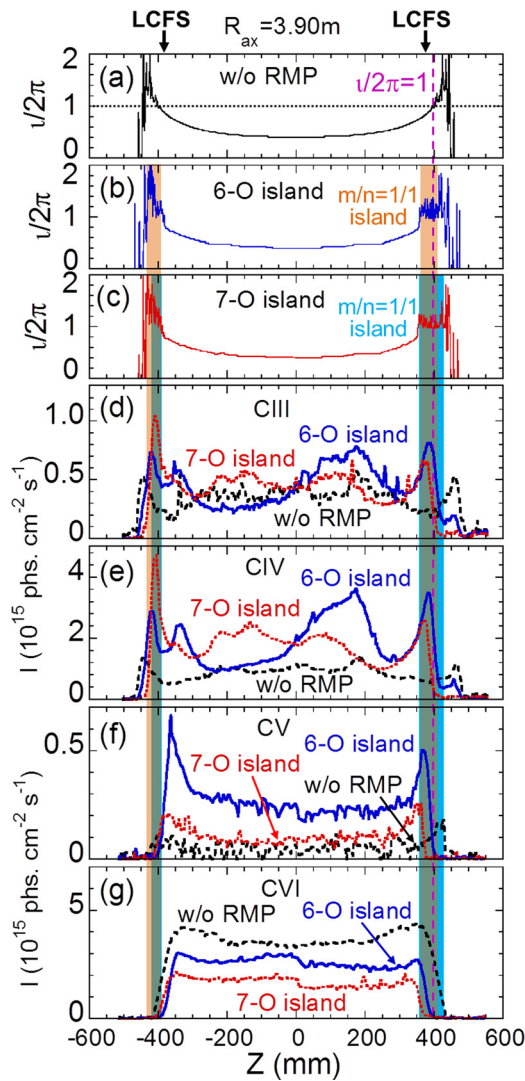 LCFS R_ax=3.90m LCFS
2
(a) w/o RMP ι/2π=1
1
0
ι/2π
2
(b) 6-O island m/n=1/1
island
1
0
ι/2π
2
(c) 7-O island m/n=1/1
island
1
0
ι/2π
(d) CIII
1.0
6-O island
7-O island
0.5
w/o RMP
0
(e) CIV
4
6-O island
7-O island
2
w/o RMP
0
I (10^15 phs. cm^-2 s^-1)
(f) CV
6-O island
0.5
7-O island
w/o RMP
0
(g) CVI
w/o RMP 6-O island
5
7-O island
0
I (10^15 phs. cm^-2 s^-1)
-600 -400 -200 0 200 400 600
Z (mm)